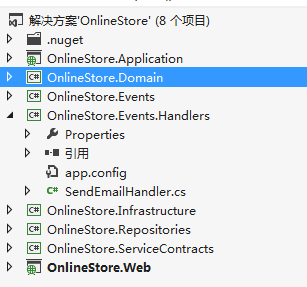 解决方案'OnlineStore' (8 个项目)
.nuget
OnlineStore.Application
OnlineStore.Domain
OnlineStore.Events
OnlineStore.Events.Handlers
Properties
引用
app.config
SendEmailHandler.cs
OnlineStore.Infrastructure
OnlineStore.Repositories
OnlineStore.ServiceContracts
OnlineStore.Web